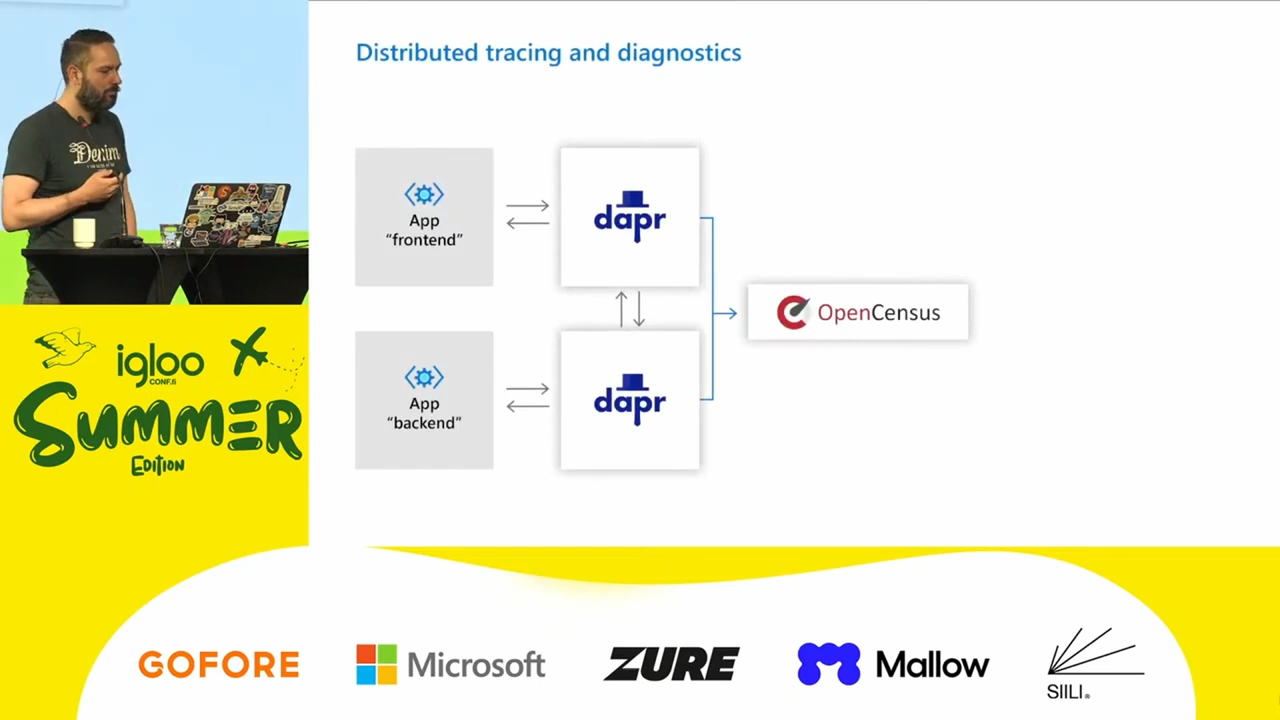 Distributed tracing and diagnostics
App
"frontend"
dapr
OpenCensus
App
"backend"
dapr
Denim
igloo
CONF.fi
SUMMER
EDITION
GOFORE
Microsoft
ZURE
Mallow
SIILI